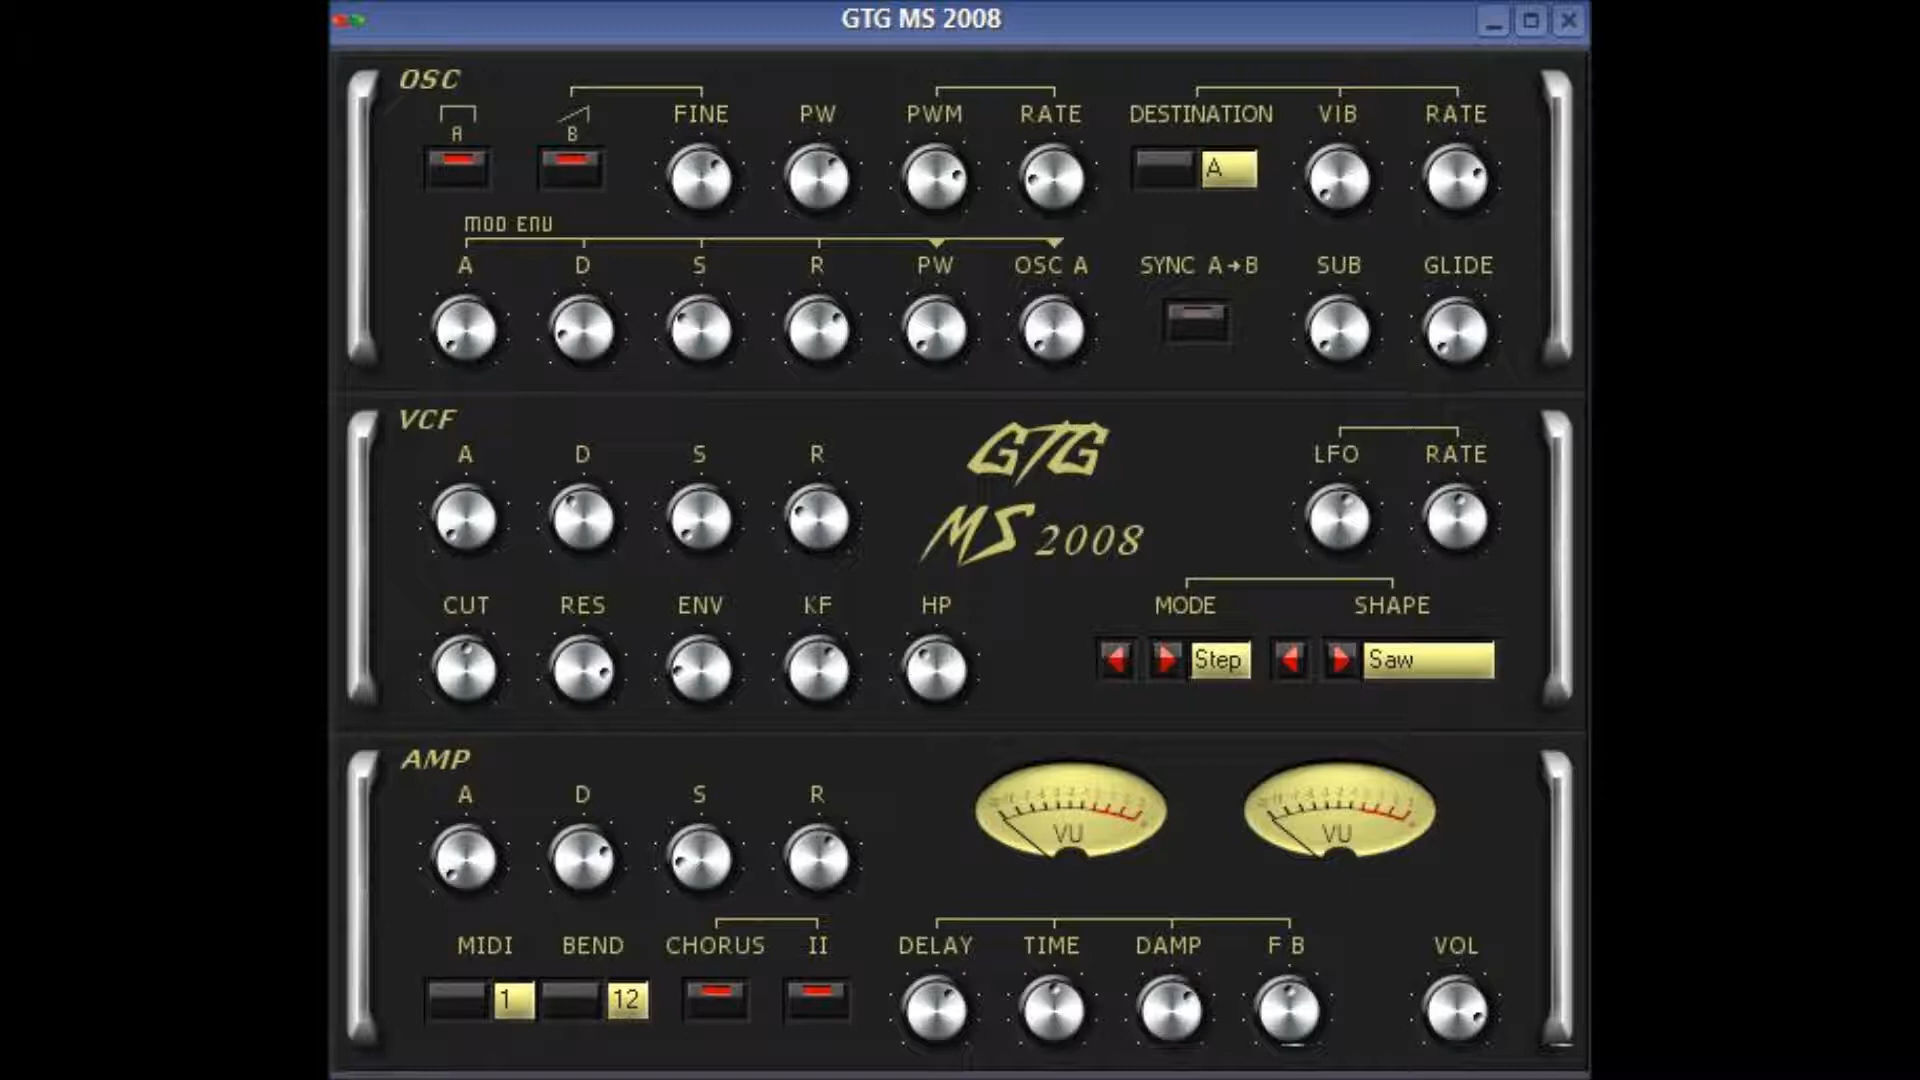 GTG MS 2008
OSC
A
B
FINE PW PWM RATE DESTINATION VIB RATE
A
MOD ENV
A D S R PW OSC A SYNC A→B SUB GLIDE
VCF
A D S R
GTG
MS 2008
LFO RATE
CUT RES ENV KF HP
MODE SHAPE
Step Saw
AMP
A D S R
VU VU
MIDI BEND CHORUS II DELAY TIME DAMP F B VOL
1 12